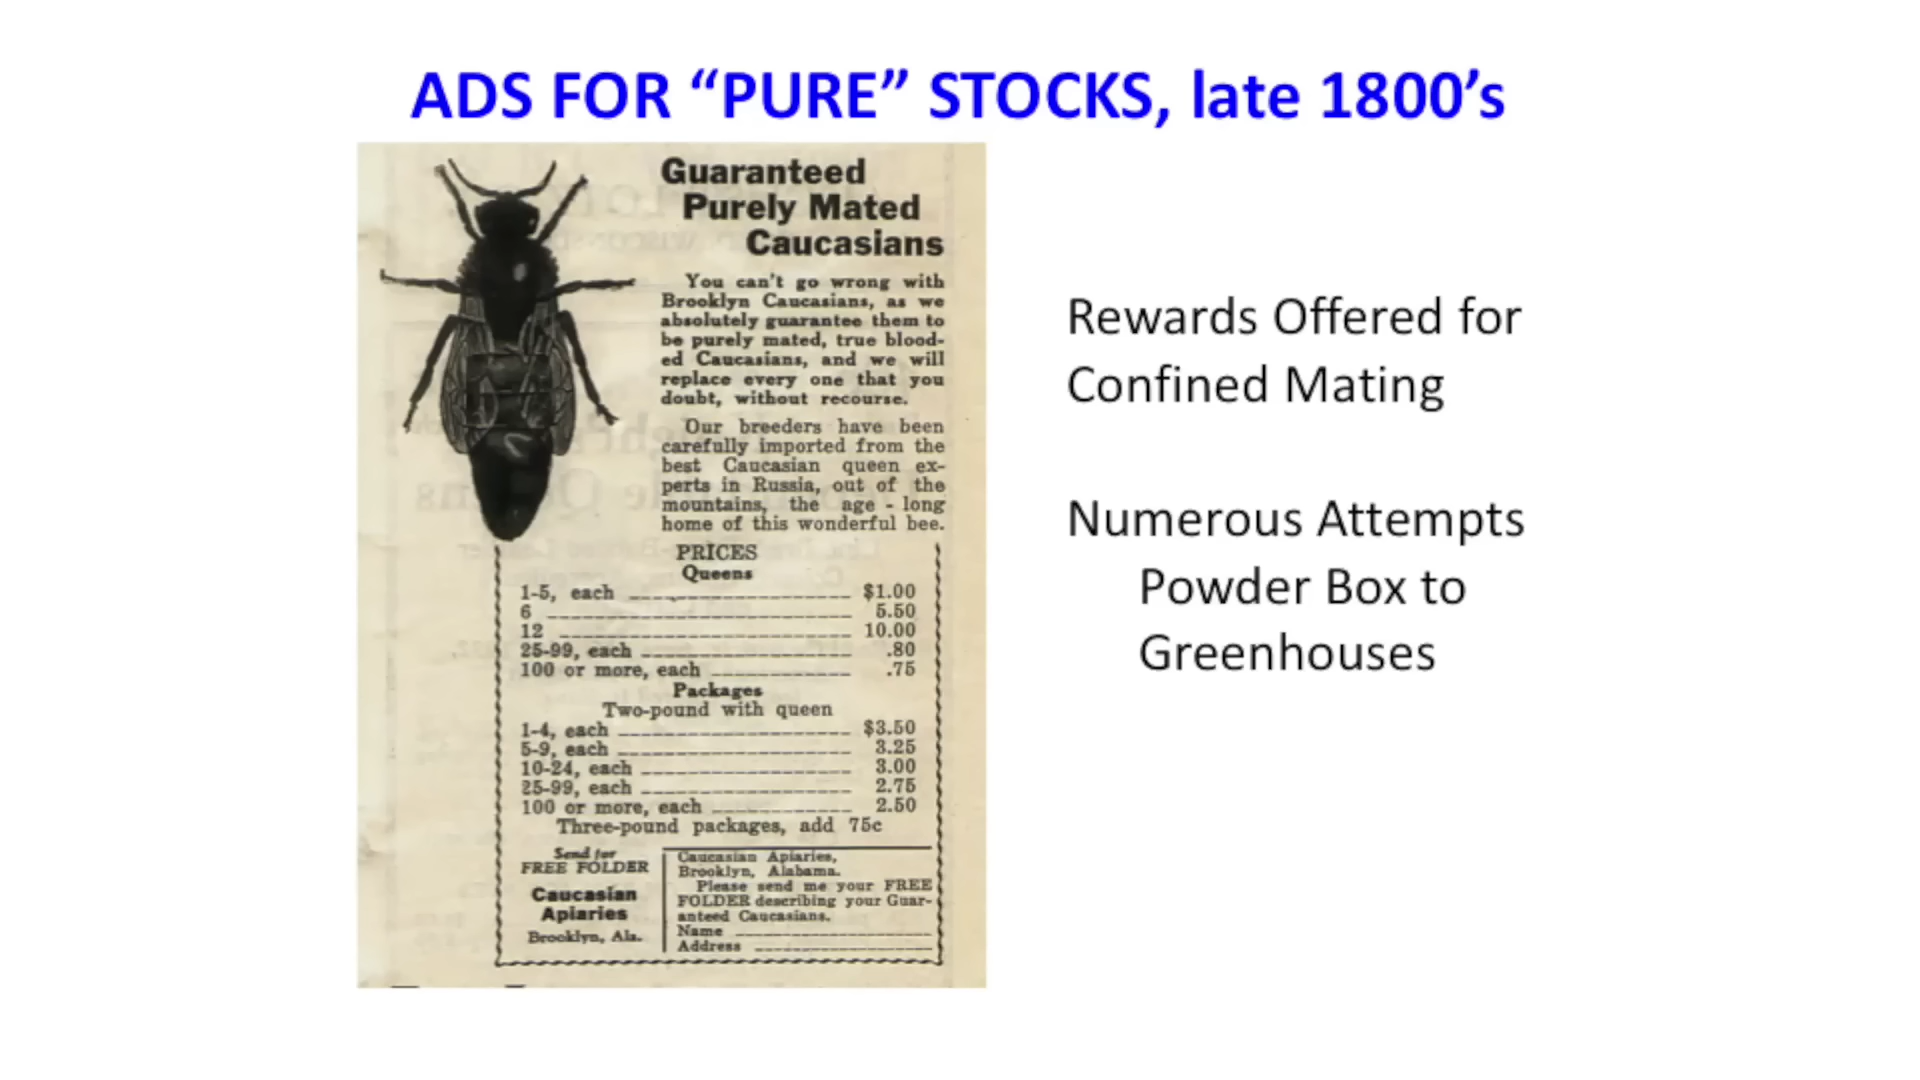 ADS FOR “PURE” STOCKS, late 1800’s
Guaranteed
Purely Mated
Caucasians
You can't go wrong with
Brooklyn Caucasians, as we
absolutely guarantee them to
be purely mated, true blood-
ed Caucasians, and we will
replace every one that you
doubt, without recourse.
Our breeders have been
carefully imported from the
best Caucasian queen ex-
perts in Russia, out of the
mountains, the age - long
home of this wonderful bee.
PRICES
Queens
1-5, each $1.00
6 5.50
12 10.00
25-99, each .80
100 or more, each .75
Packages
Two-pound with queen
1-4, each $3.50
5-9, each 3.25
10-24, each 3.00
25-99, each 2.75
100 or more, each 2.50
Three-pound packages, add 75c
Send for
FREE FOLDER
Caucasian
Apiaries
Brooklyn, Ala.
Caucasian Apiaries,
Brooklyn, Alabama.
Please send me your FREE
FOLDER describing your Guar-
anteed Caucasians.
Name
Address
Rewards Offered for
Confined Mating
Numerous Attempts
Powder Box to
Greenhouses